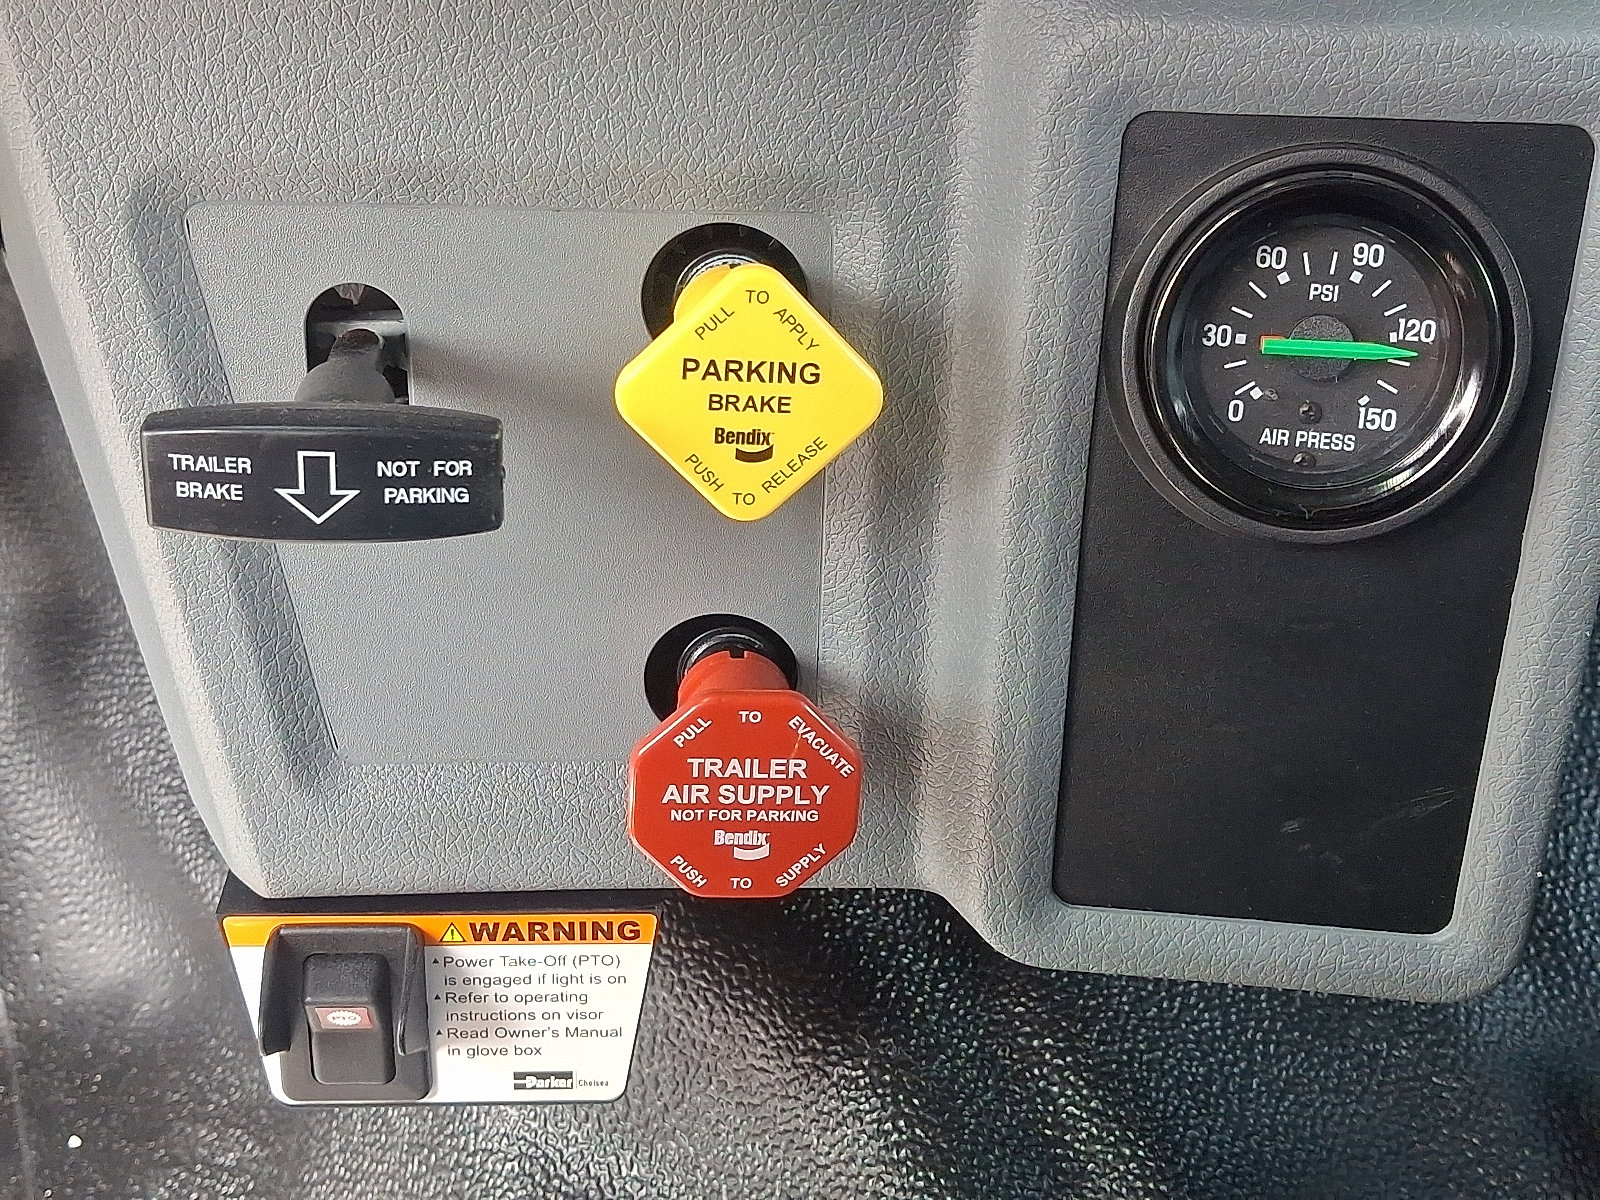 TRAILER
BRAKE
NOT FOR
PARKING
PULL TO APPLY
PARKING
BRAKE
Bendix
PUSH TO RELEASE
60
90
PSI
30
120
0
150
AIR PRESS
PULL TO EVACUATE
TRAILER
AIR SUPPLY
NOT FOR PARKING
Bendix
PUSH TO SUPPLY
WARNING
Power Take-Off (PTO)
is engaged if light is on
Refer to operating
instructions on visor
Read Owner's Manual
in glove box
PTO
Parker Chelsea